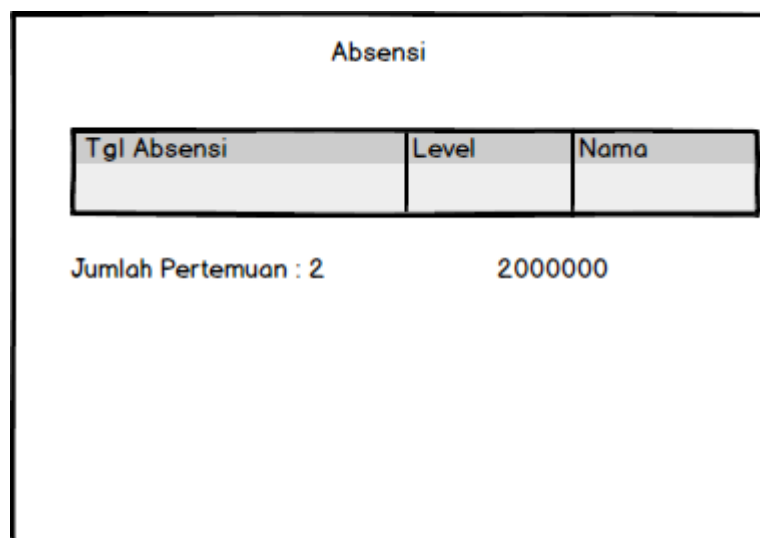 Absensi
Tgl Absensi Level Nama
Jumlah Pertemuan : 2 2000000